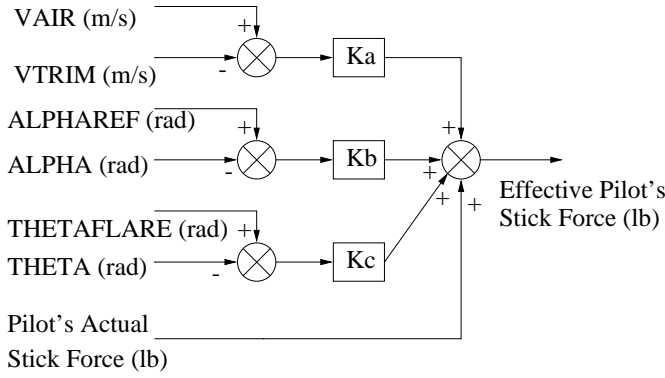 VAIR (m/s)
+
Ka
-
VTRIM (m/s)
ALPHAREF (rad)
+
+
Kb
ALPHA (rad)
-
+
+
+
Effective Pilot's
Stick Force (lb)
THETAFLARE (rad)
+
THETA (rad)
-
Kc
Pilot's Actual
Stick Force (lb)